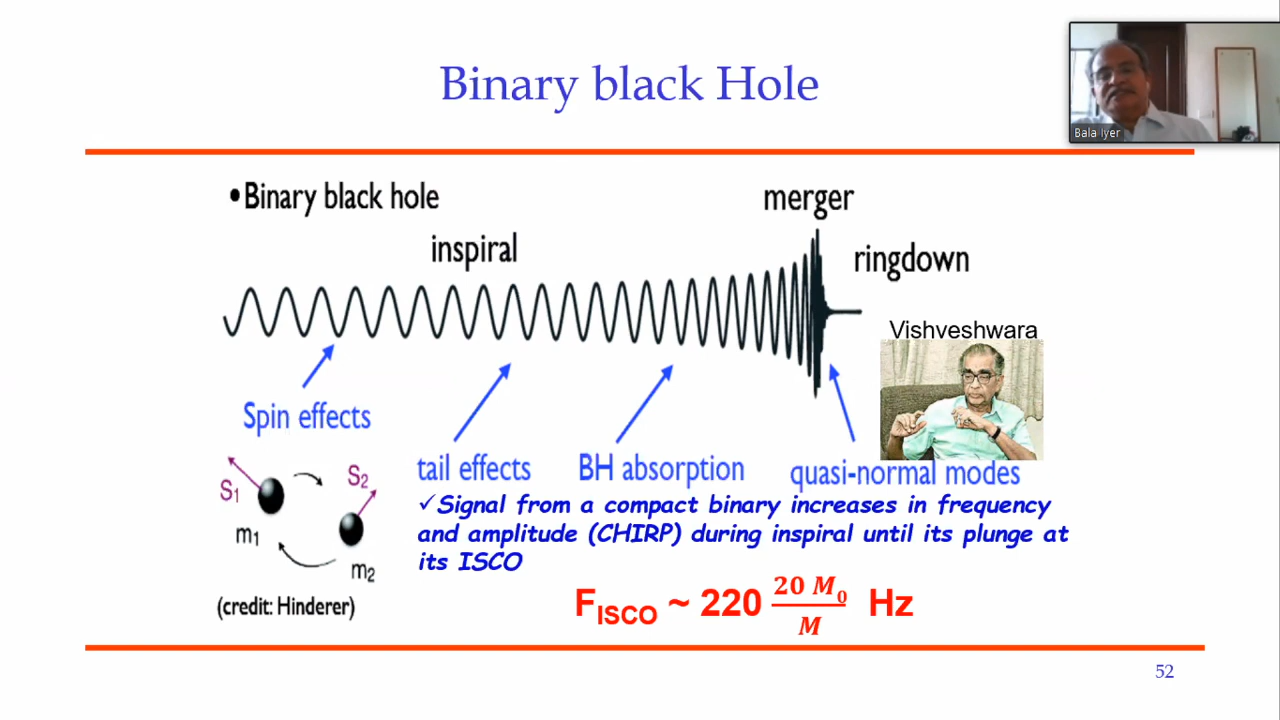 Binary black Hole
Bala Iyer
•Binary black hole
merger
inspiral
ringdown
Vishveshwara
Spin effects
tail effects
BH absorption
quasi-normal modes
S1
S2
m1
m2
(credit: Hinderer)
✓Signal from a compact binary increases in frequency
and amplitude (CHIRP) during inspiral until its plunge at
its ISCO
FISCO ~ 220 20 M0 / M Hz
52